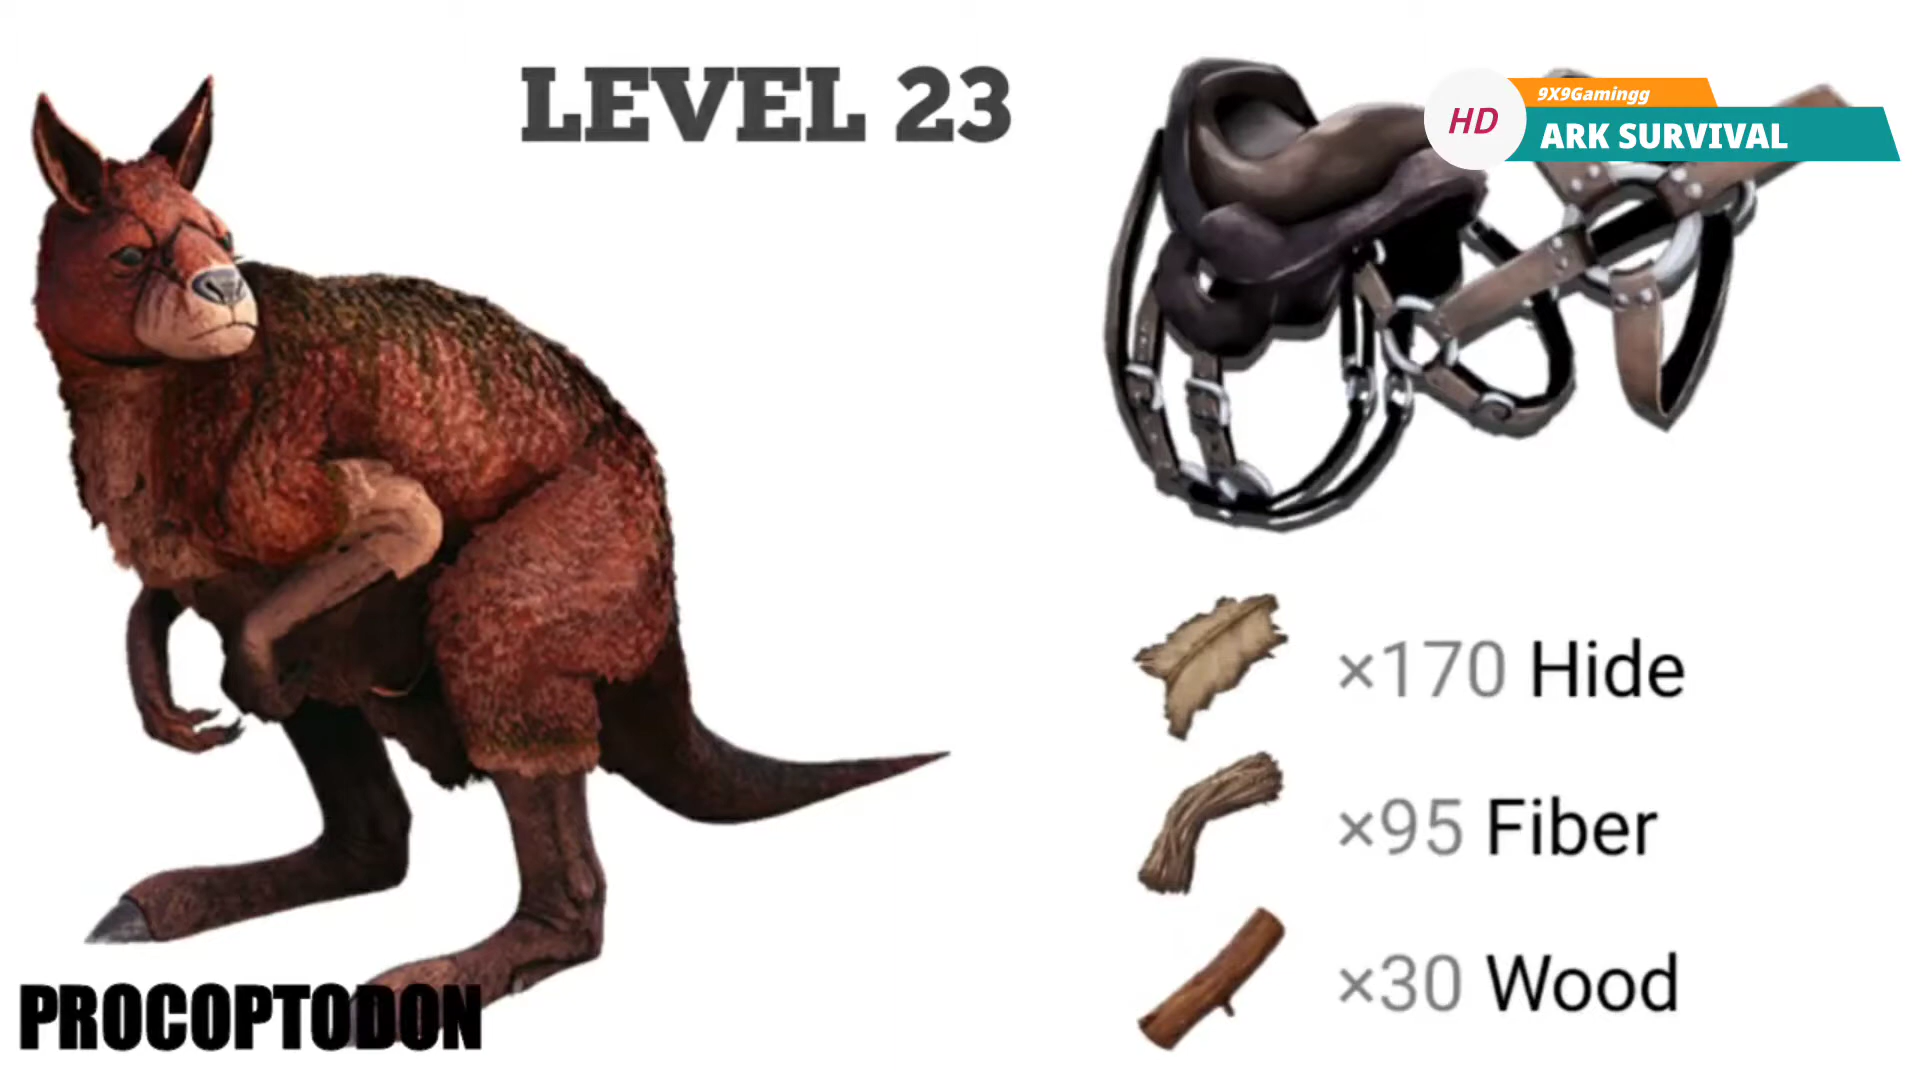 LEVEL 23
HD
9X9Gamingg
ARK SURVIVAL
×170 Hide
×95 Fiber
×30 Wood
PROCOPTODON